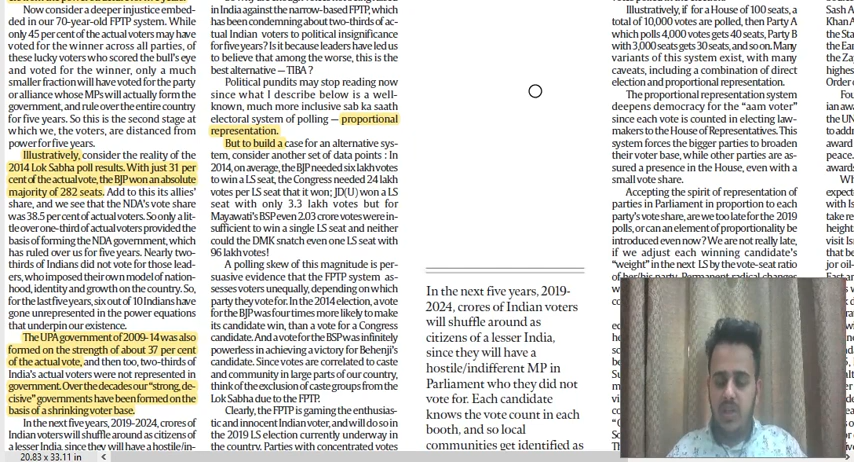 Now consider a deeper injustice embed-
ded in our 70-year-old FPTP system. While
only 45 per cent of the actual voters may have
voted for the winner across all parties, of
these lucky voters who scored the bull's eye
and voted for the winner, only a much
smaller fraction will have voted for the party
or alliance whose MPs will actually form the
government, and rule over the entire country
for five years. So this is the second stage at
which we, the voters, are distanced from
power for five years.
Illustratively, consider the reality of the
2014 Lok Sabha poll results. With just 31 per
cent of the actual vote, the BJP won an absolute
majority of 282 seats. Add to this its allies'
share, and we see that the NDA's vote share
was 38.5 per cent of actual voters. So only a lit-
tle over one-third of actual voters provided the
basis of forming the NDA government, which
has ruled over us for five years. Nearly two-
thirds of Indians did not vote for those lead-
ers, who imposed their own model of nation-
hood, identity and growth on the country. So,
for the last five years, six out of 10 Indians have
gone unrepresented in the power equations
that underpin our existence.
The UPA government of 2009-14 was also
formed on the strength of about 37 per cent
of the actual vote, and then too, two-thirds of
India's actual voters were not represented in
government. Over the decades our "strong, de-
cisive" governments have been formed on the
basis of a shrinking voter base.
In the next five years, 2019-2024, crores of
Indian voters will shuffle around as citizens of
a lesser India, since they will have a hostile/in-
20.83 x 33.11 in
in India against the narrow-based FPTP, which
has been condemning about two-thirds of ac-
tual Indian voters to political insignificance
for five years? Is it because leaders have led us
to believe that among the worse, this is the
best alternative — TIBA ?
Political pundits may stop reading now
since what I describe below is a well-
known, much more inclusive sab ka saath
electoral system of polling — proportional
representation.
But to build a case for an alternative sys-
tem, consider another set of data points : In
2014, on average, the BJP needed six lakh votes
to win a LS seat, the Congress needed 24 lakh
votes per LS seat that it won; JD(U) won a LS
seat with only 3.3 lakh votes but for
Mayawati's BSP even 2.03 crore votes were in-
sufficient to win a single LS seat and neither
could the DMK snatch even one LS seat with
96 lakh votes!
A polling skew of this magnitude is per-
suasive evidence that the FPTP system as-
sesses voters unequally, depending on which
party they vote for. In the 2014 election, a vote
for the BJP was four times more likely to make
its candidate win, than a vote for a Congress
candidate. And a vote for the BSP was infinitely
powerless in achieving a victory for Behenji's
candidate. Since votes are correlated to caste
and community in large parts of our country,
think of the exclusion of caste groups from the
Lok Sabha due to the FPTP.
Clearly, the FPTP is gaming the enthusias-
tic and innocent Indian voter, and will do so in
the 2019 LS election currently underway in
the country. Parties with concentrated votes
In the next five years, 2019-
2024, crores of Indian voters
will shuffle around as
citizens of a lesser India,
since they will have a
hostile/indifferent MP in
Parliament who they did not
vote for. Each candidate
knows the vote count in each
booth, and so local
communities get identified as
Illustratively, if for a House of 100 seats, a
total of 10,000 votes are polled, then Party A
which polls 4,000 votes gets 40 seats, Party B
with 3,000 seats gets 30 seats, and so on. Many
variants of this system exist, with many
caveats, including a combination of direct
election and proportional representation.
The proportional representation system
deepens democracy for the "aam voter"
since each vote is counted in electing law-
makers to the House of Representatives. This
system forces the bigger parties to broaden
their voter base, while other parties are as-
sured a presence in the House, even with a
small vote share.
Accepting the spirit of representation of
parties in Parliament in proportion to each
party's vote share, are we too late for the 2019
polls, or can an element of proportionality be
introduced even now? We are not really late,
if we adjust each winning candidate's
"weight" in the next LS by the vote-seat ratio
of her/his party. Permanent radical changes